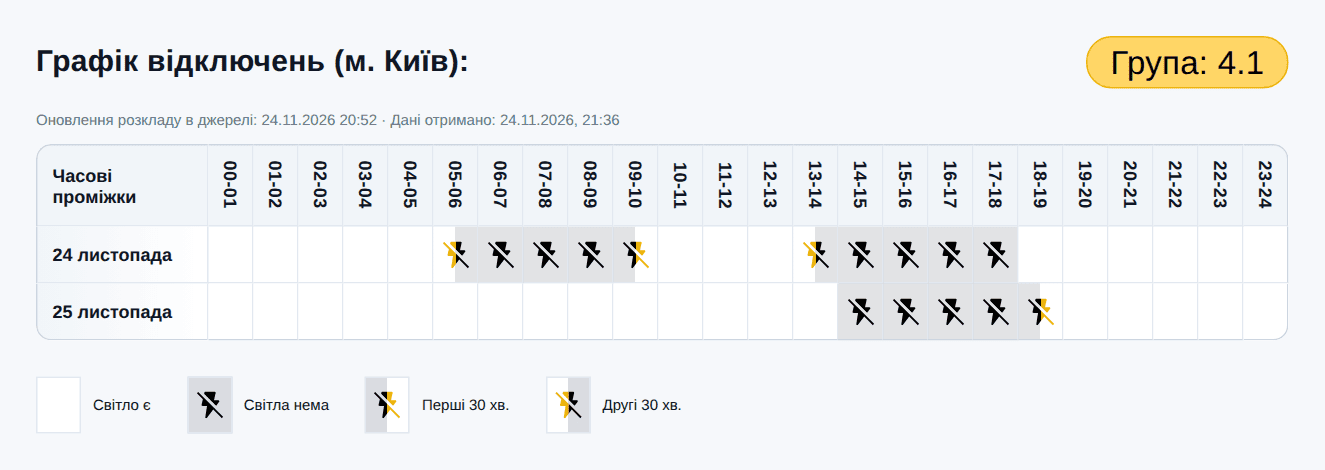 Графік відключень (м. Київ):
Група: 4.1
Оновлення розкладу в джерелі: 24.11.2026 20:52 · Дані отримано: 24.11.2026, 21:36
Часові
проміжки
00-01
01-02
02-03
03-04
04-05
05-06
06-07
07-08
08-09
09-10
10-11
11-12
12-13
13-14
14-15
15-16
16-17
17-18
18-19
19-20
20-21
21-22
22-23
23-24
24 листопада
25 листопада
Світло є
Світла нема
Перші 30 хв.
Другі 30 хв.